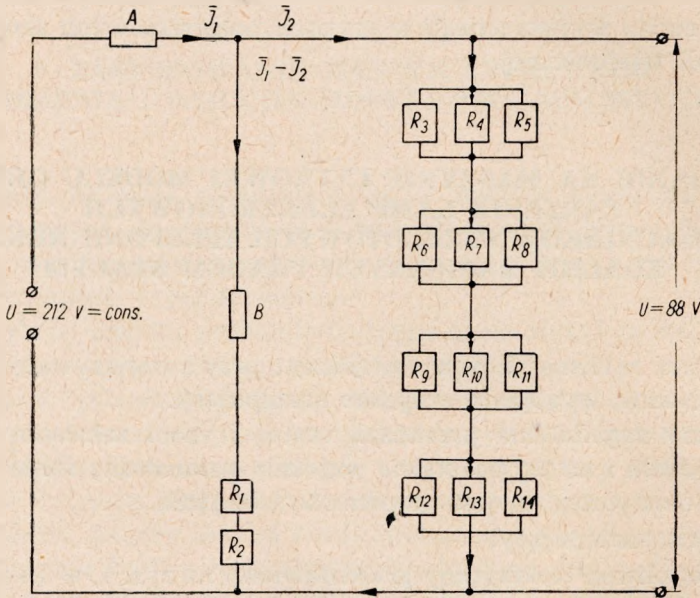 A J̄₁ J̄₂
J̄₁ – J̄₂
R₃ R₄ R₅
R₆ R₇ R₈
U = 212 V = cons. B U = 88 V
R₉ R₁₀ R₁₁
R₁ R₁₂ R₁₃ R₁₄
R₂